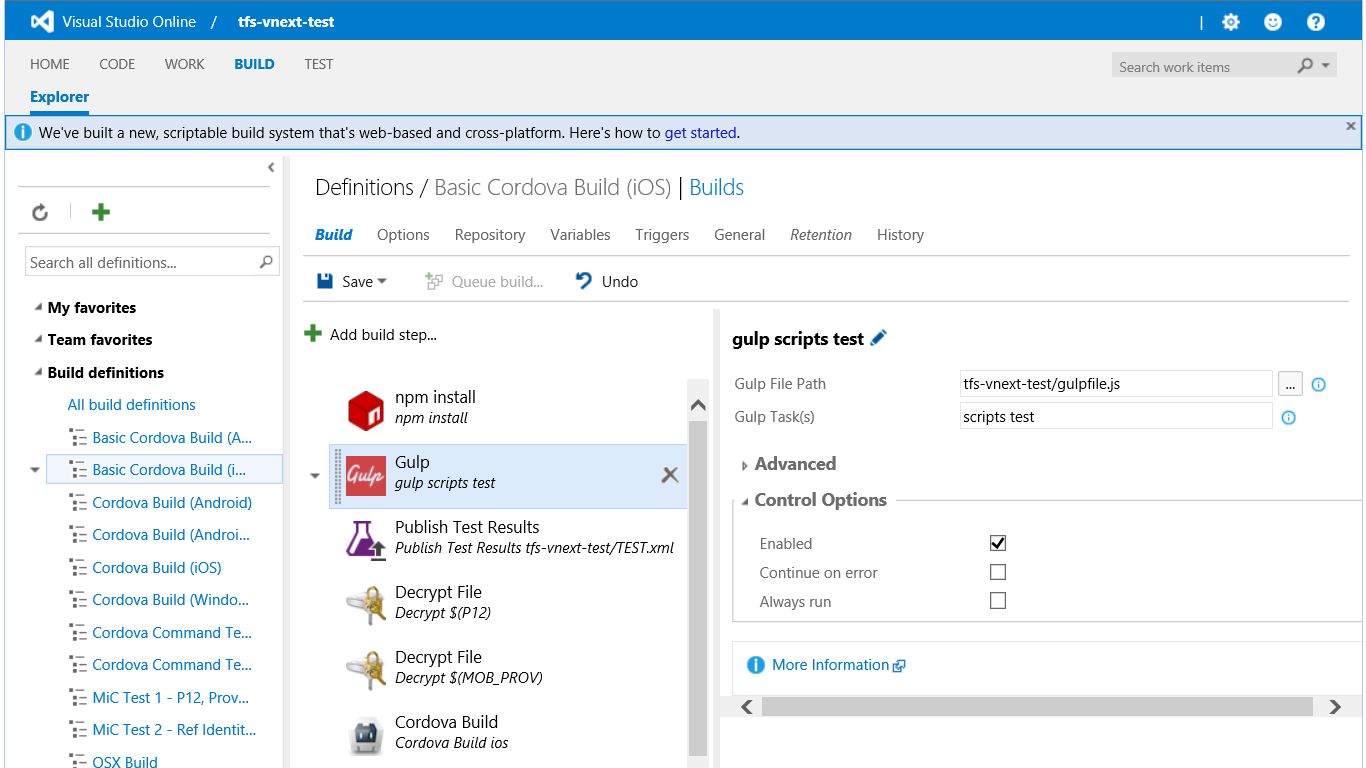 Visual Studio Online / tfs-vnext-test
HOME CODE WORK BUILD TEST
Search work items
Explorer
We've built a new, scriptable build system that's web-based and cross-platform. Here's how to get started.
Search all definitions...
My favorites
Team favorites
Build definitions
All build definitions
Basic Cordova Build (A...
Basic Cordova Build (i...
Cordova Build (Android)
Cordova Build (Androi...
Cordova Build (iOS)
Cordova Build (Windo...
Cordova Command Te...
Cordova Command Te...
MiC Test 1 - P12, Prov...
MiC Test 2 - Ref Identit...
OSX Build
Definitions / Basic Cordova Build (iOS) | Builds
Build Options Repository Variables Triggers General Retention History
Save Queue build... Undo
Add build step...
npm install
npm install
Gulp
Gulp
gulp scripts test
Publish Test Results
Publish Test Results tfs-vnext-test/TEST.xml
Decrypt File
Decrypt $(P12)
Decrypt File
Decrypt $(MOB_PROV)
Cordova Build
Cordova Build ios
gulp scripts test
Gulp File Path tfs-vnext-test/gulpfile.js ...
Gulp Task(s) scripts test
Advanced
Control Options
Enabled
Continue on error
Always run
More Information